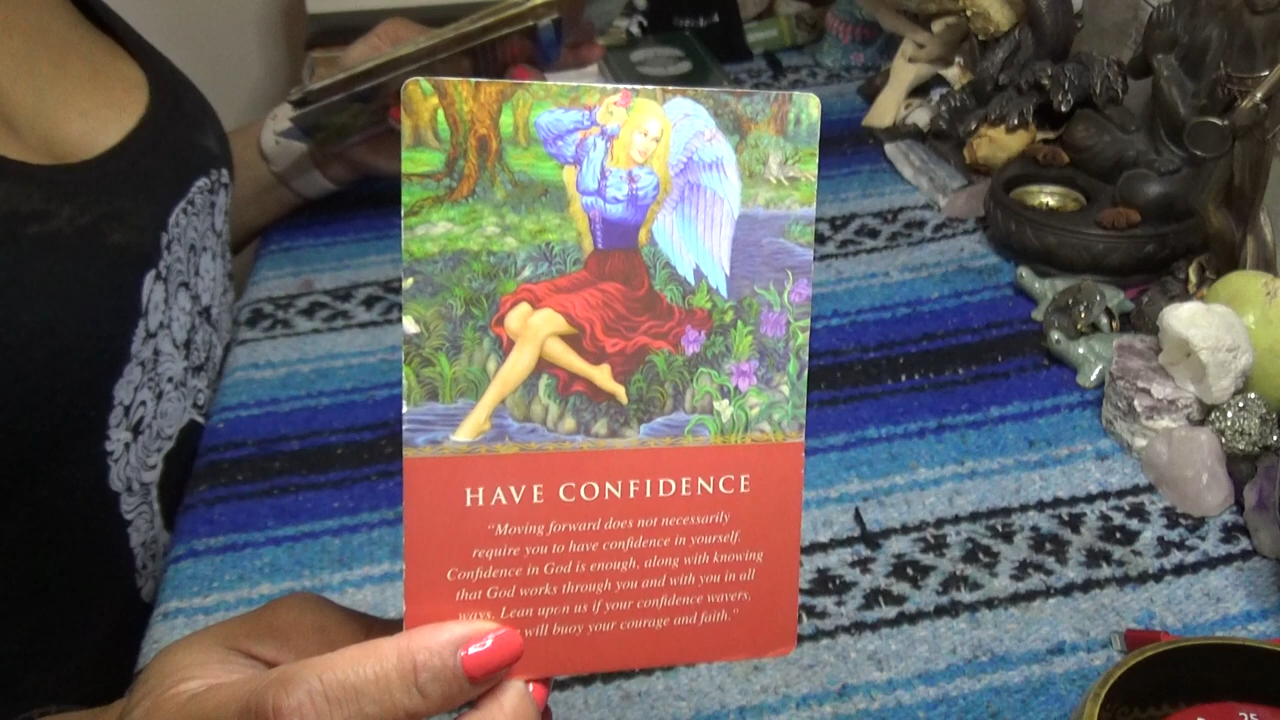 HAVE CONFIDENCE
“Moving forward does not necessarily
require you to have confidence in yourself.
Confidence in God is enough, along with knowing
that God works through you and with you in all
ways. Lean upon us if your confidence wavers,
will buoy your courage and faith.”
25